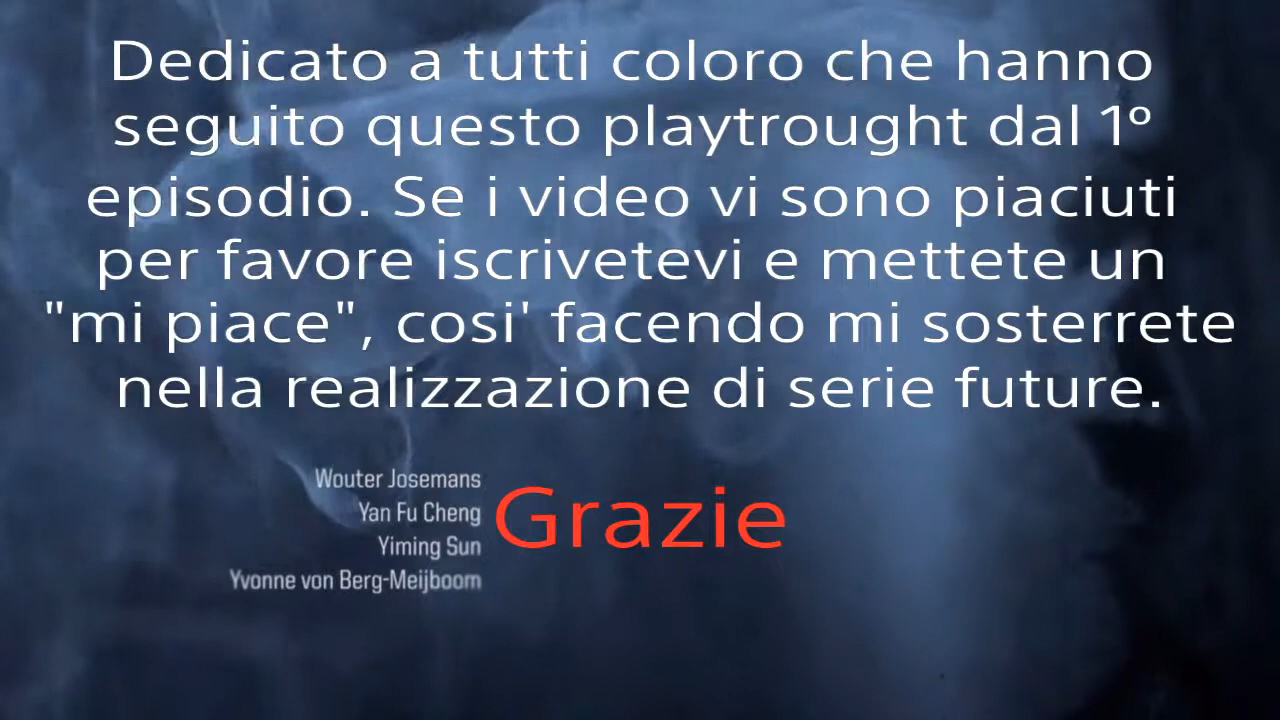 Dedicato a tutti coloro che hanno
seguito questo playtrought dal 1º
episodio. Se i video vi sono piaciuti
per favore iscrivetevi e mettete un
"mi piace", cosi' facendo mi sosterrete
nella realizzazione di serie future.
Wouter Josemans
Yan Fu Cheng
Yiming Sun
Yvonne von Berg-Meijboom
Grazie